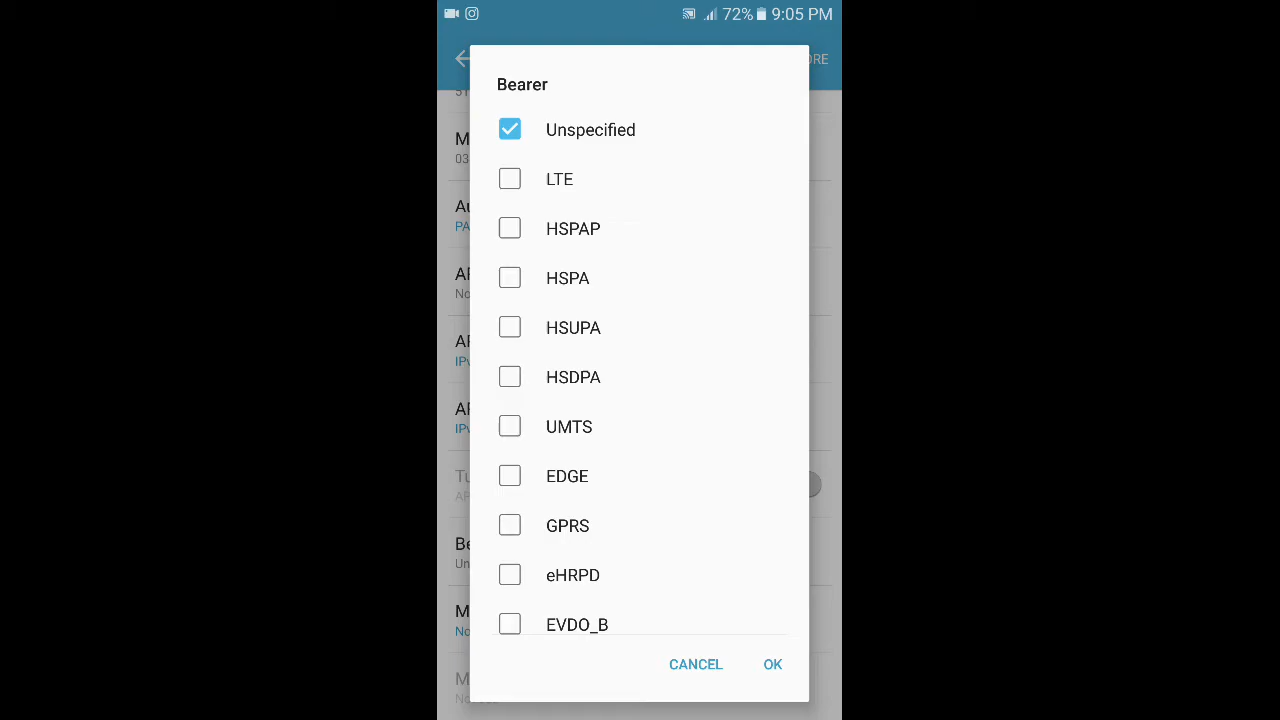 72% 9:05 PM
Bearer
Unspecified
LTE
HSPAP
HSPA
HSUPA
HSDPA
UMTS
EDGE
GPRS
eHRPD
EVDO_B
CANCEL OK